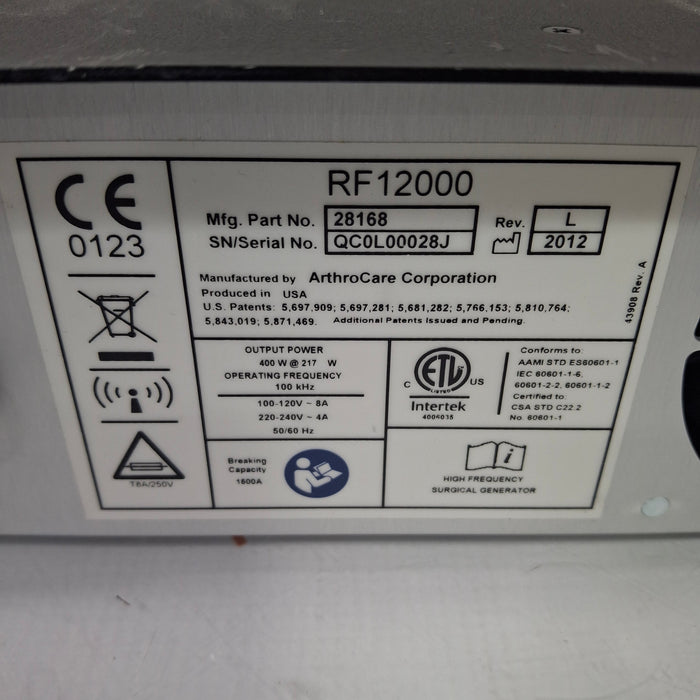 CE
0123
T8A/250V
RF12000
Mfg. Part No. 28168 Rev. L
SN/Serial No. QC0L00028J 2012
Manufactured by ArthroCare Corporation
Produced in USA
U.S. Patents: 5,697,909; 5,697,281; 5,681,282; 5,766,153; 5,810,764;
5,843,019; 5,871,469. Additional Patents Issued and Pending.
43908 Rev. A
OUTPUT POWER
400 W @ 217 W
OPERATING FREQUENCY
100 kHz
100-120V ~ 8A
220-240V ~ 4A
50/60 Hz
Breaking
Capacity
1500A
C ETL US
LISTED
Intertek
4005035
Conforms to:
AAMI STD ES60601-1
IEC 60601-1-6,
60601-2-2, 60601-1-2
Certified to
CSA STD C22.2
No. 60601-1
i
HIGH FREQUENCY
SURGICAL GENERATOR